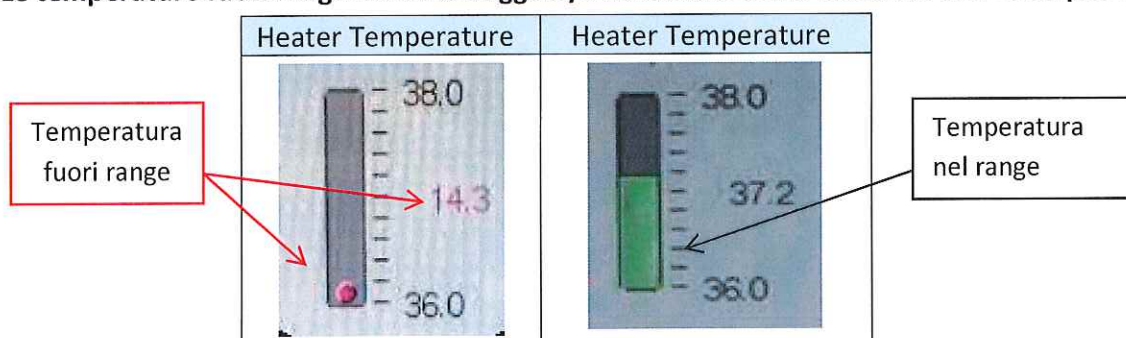 Heater Temperature
Heater Temperature
38.0
14.3
36.0
38.0
37.2
36.0
Temperatura
fuori range
Temperatura
nel range